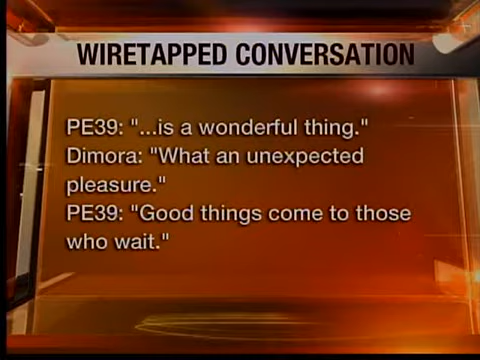 WIRETAPPED CONVERSATION
PE39: "...is a wonderful thing."
Dimora: "What an unexpected
pleasure."
PE39: "Good things come to those
who wait."